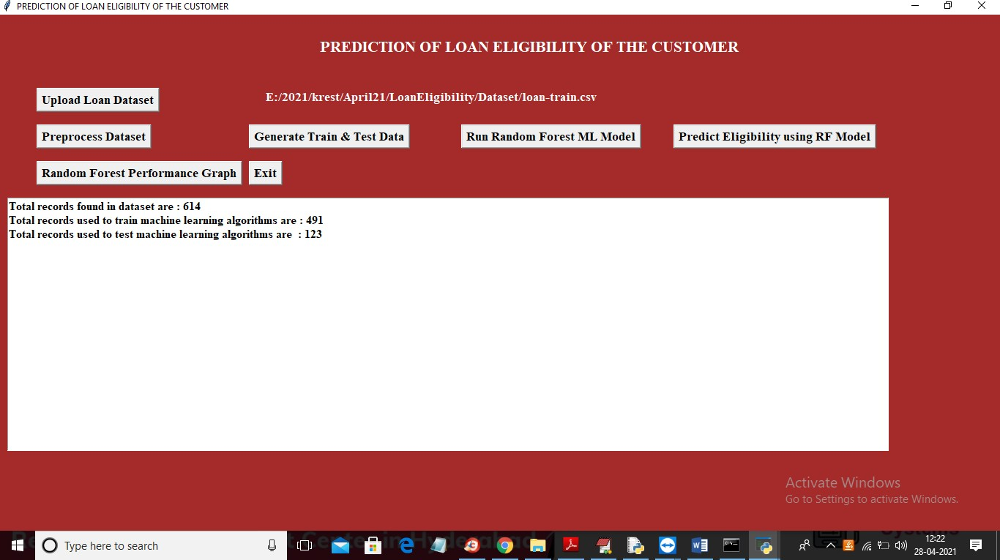 PREDICTION OF LOAN ELIGIBILITY OF THE CUSTOMER
PREDICTION OF LOAN ELIGIBILITY OF THE CUSTOMER
Upload Loan Dataset
E:/2021/krest/April21/LoanEligibility/Dataset/loan-train.csv
Preprocess Dataset
Generate Train & Test Data
Run Random Forest ML Model
Predict Eligibility using RF Model
Random Forest Performance Graph
Exit
Total records found in dataset are : 614
Total records used to train machine learning algorithms are : 491
Total records used to test machine learning algorithms are  : 123
Activate Windows
Go to Settings to activate Windows.
Type here to search
12:22
28-04-2021